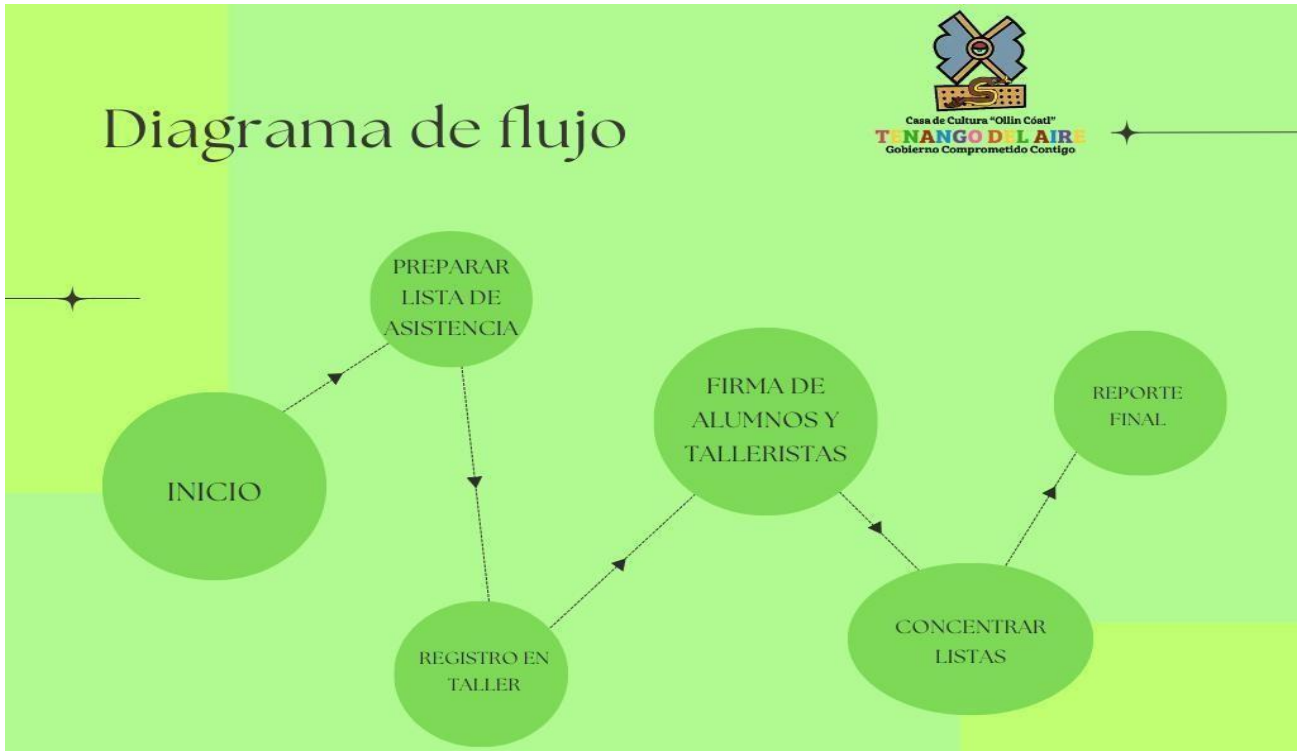 Diagrama de flujo
Casa de Cultura "Ollin Cóatl"
TENANGO DEL AIRE
Gobierno Comprometido Contigo
INICIO
PREPARAR
LISTA DE
ASISTENCIA
REGISTRO EN
TALLER
FIRMA DE
ALUMNOS Y
TALLERISTAS
CONCENTRAR
LISTAS
REPORTE
FINAL